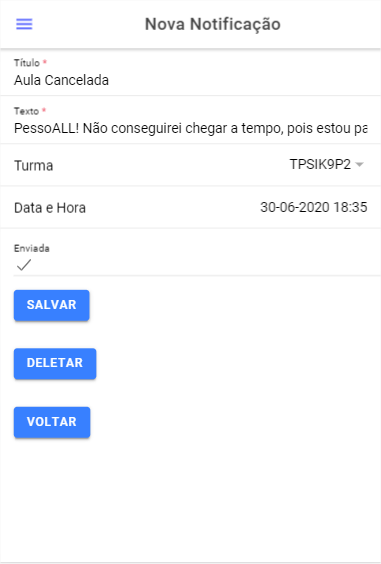 Nova Notificação
Título *
Aula Cancelada
Texto *
PessoALL! Não conseguirei chegar a tempo, pois estou pa
Turma TPSIK9P2
Data e Hora 30-06-2020 18:35
Enviada
SALVAR
DELETAR
VOLTAR